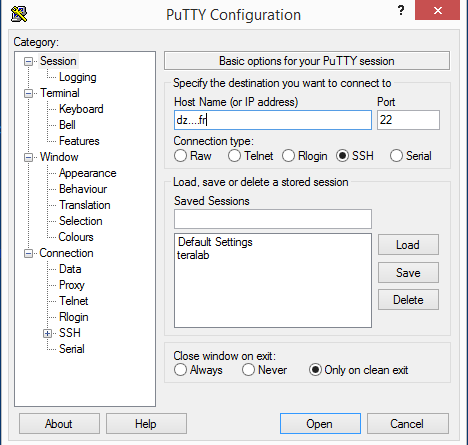 PuTTY Configuration
? ×
Category:
Session
Logging
Terminal
Keyboard
Bell
Features
Window
Appearance
Behaviour
Translation
Selection
Colours
Connection
Data
Proxy
Telnet
Rlogin
SSH
Serial
Basic options for your PuTTY session
Specify the destination you want to connect to
Host Name (or IP address) Port
dz...fr 22
Connection type:
Raw Telnet Rlogin SSH Serial
Load, save or delete a stored session
Saved Sessions
Default Settings
teralab
Load
Save
Delete
Close window on exit:
Always Never Only on clean exit
About Help Open Cancel